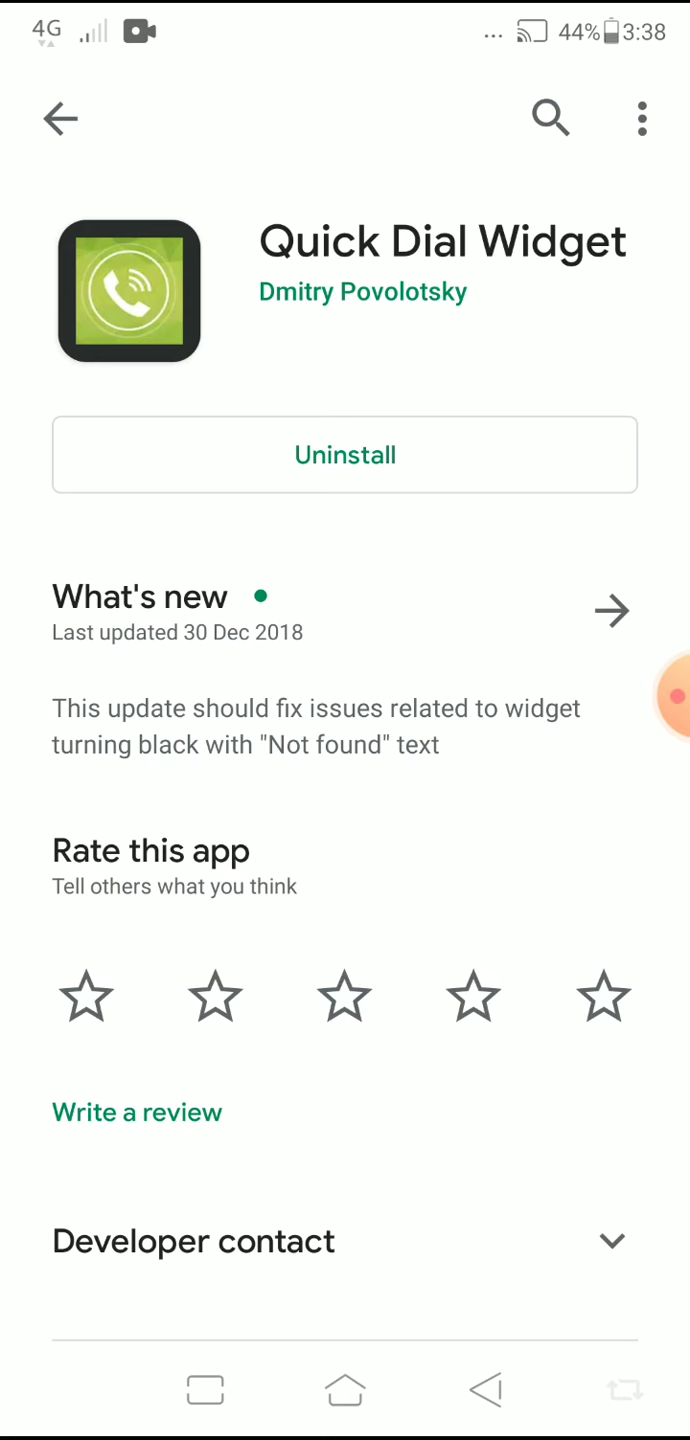 4G ... 44% 3:38
Quick Dial Widget
Dmitry Povolotsky
Uninstall
What's new
Last updated 30 Dec 2018
This update should fix issues related to widget
turning black with "Not found" text
Rate this app
Tell others what you think
Write a review
Developer contact